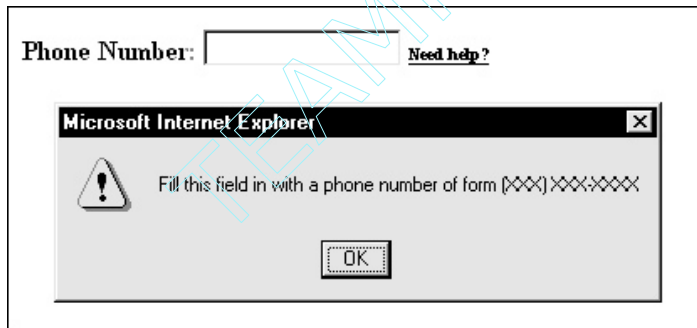 Phone Number:
Need help?
Microsoft Internet Explorer
Fill this field in with a phone number of form (XXX) XXX-XXXX
OK